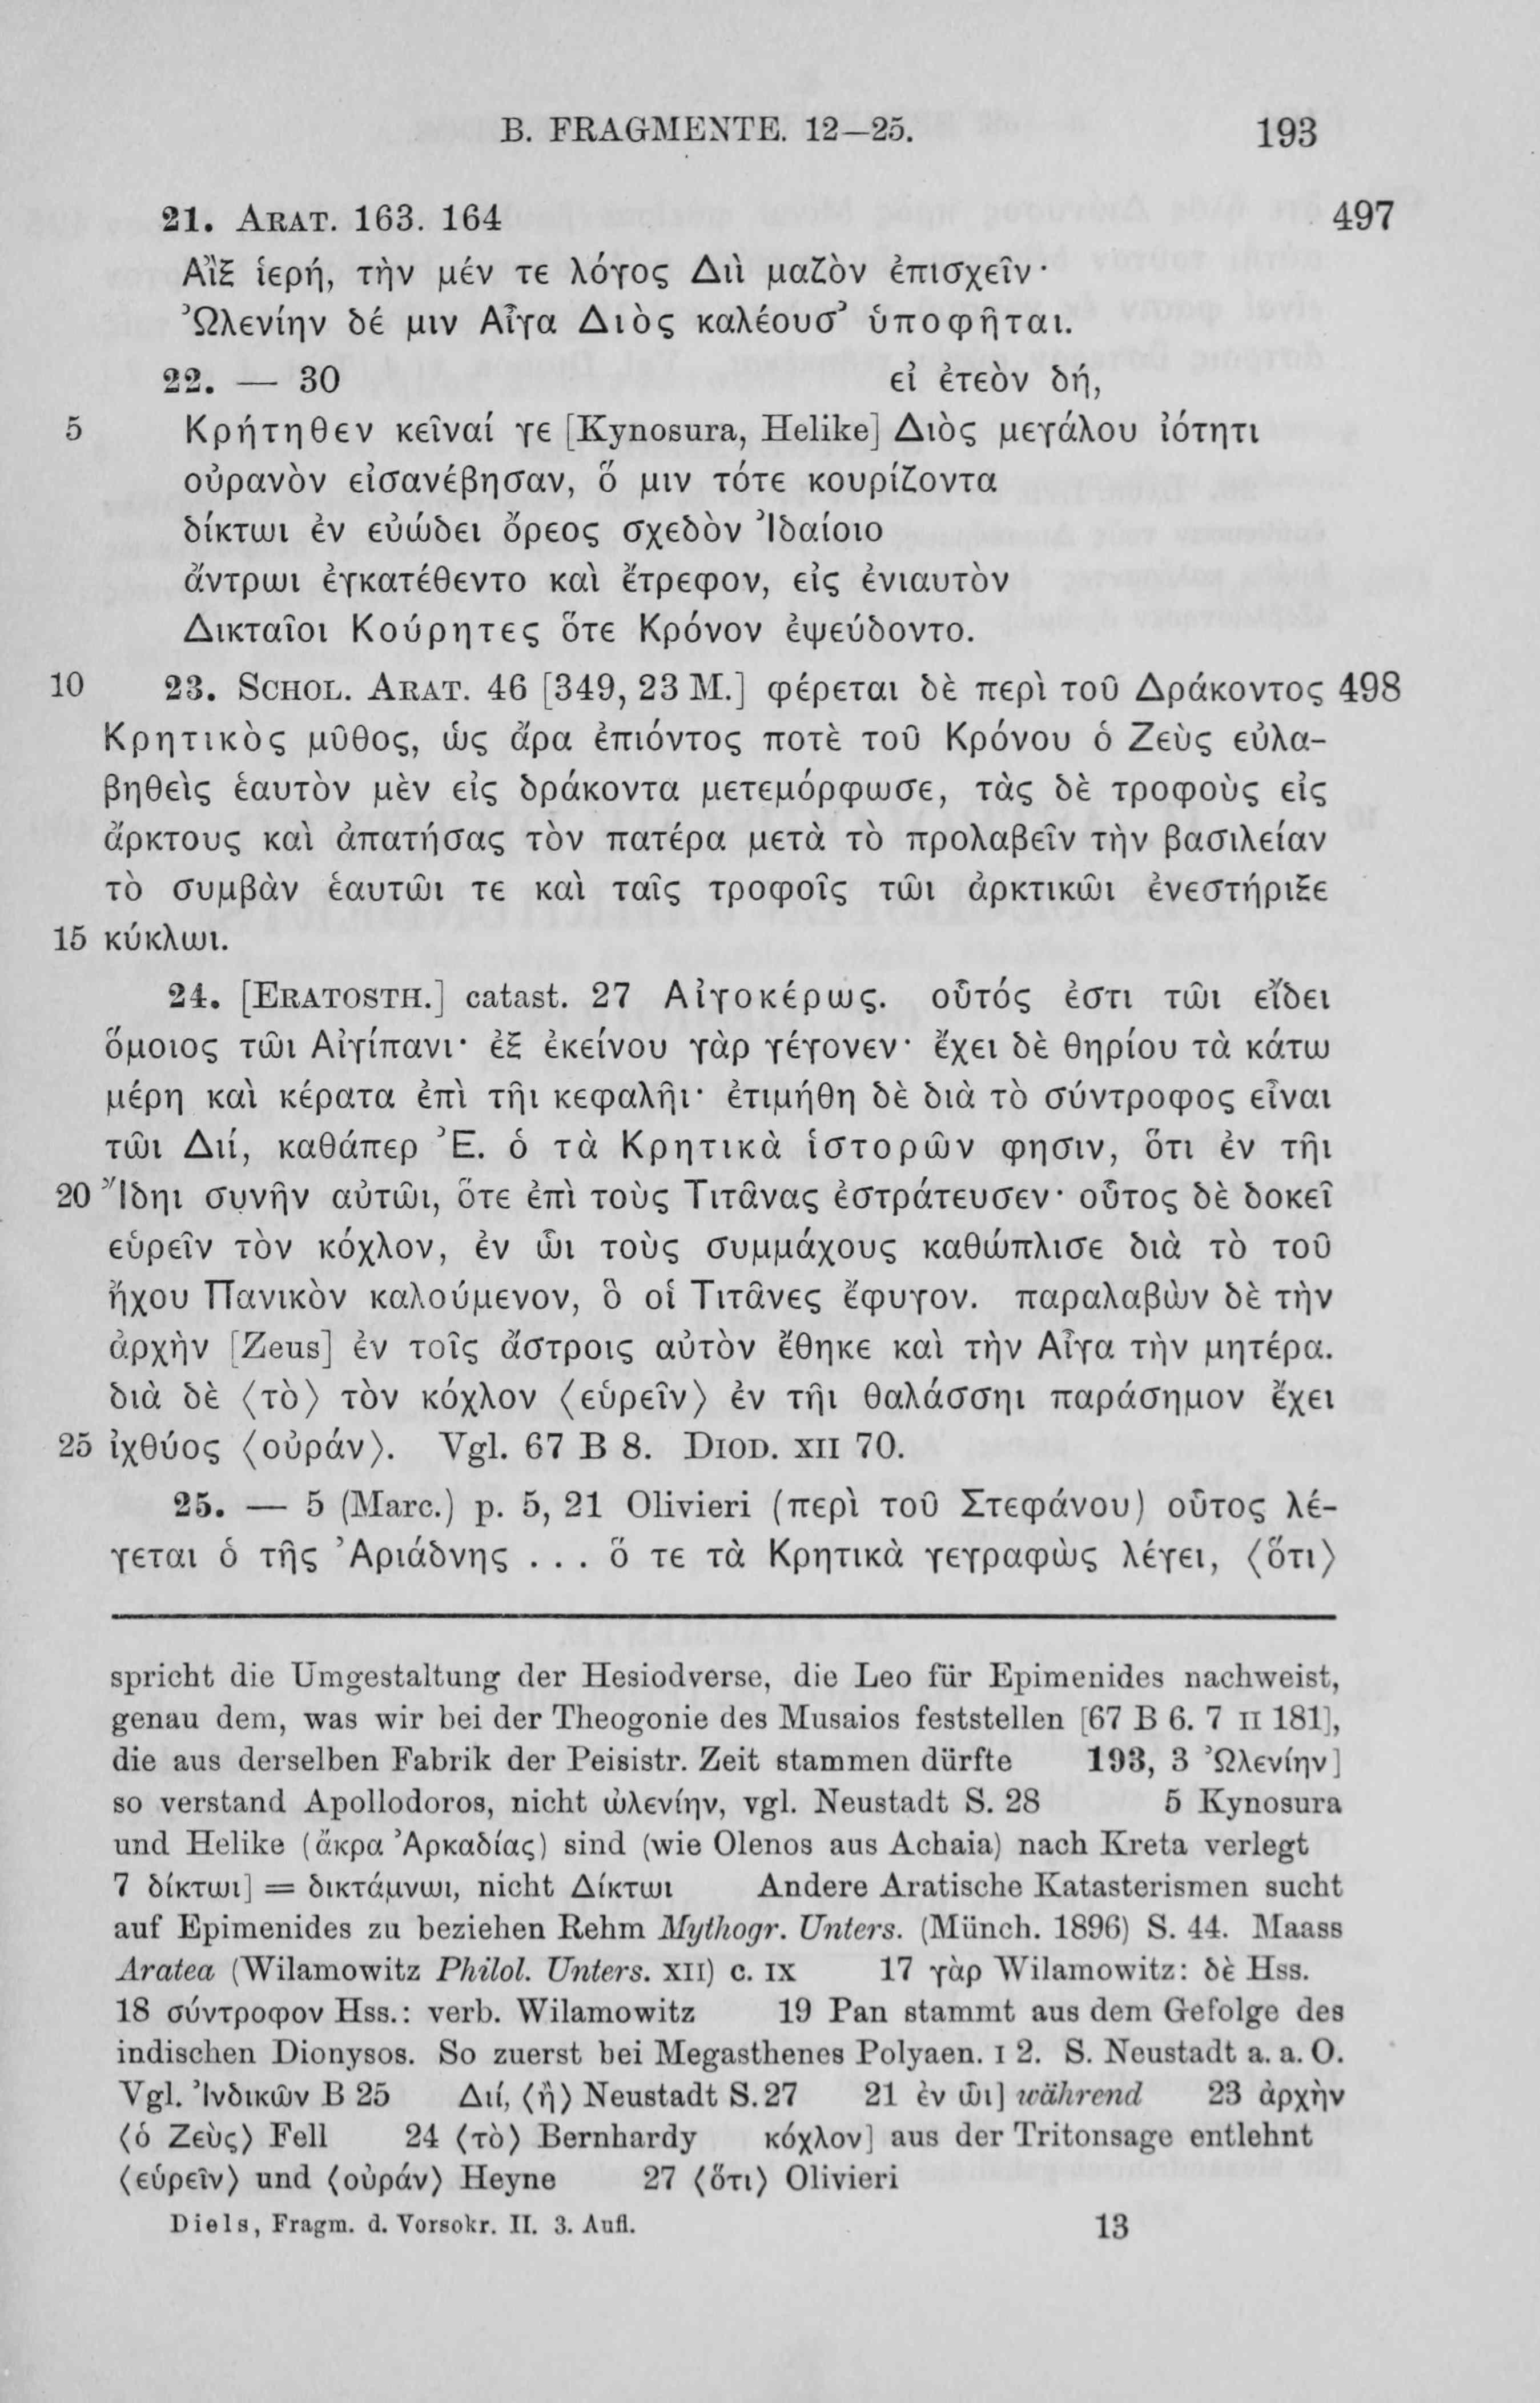 B. FRAGMENTE. 12—25. 193
21. ARAT. 163. 164 497
Αἲξ ἱερή, τὴν μέν τε λόγος Διὶ μαζὸν ἐπισχεῖν·
Ὠλενίην δέ μιν Αἶγα Διὸς καλέουσ’ ὑποφῆται.
22. — 30 εἰ ἐτεὸν δή,
5 Κρήτηθεν κεῖναί γε [Kynosura, Helike] Διὸς μεγάλου ἰότητι
οὐρανὸν εἰσανέβησαν, ὅ μιν τότε κουρίζοντα
δίκτωι ἐν εὐώδει ὄρεος σχεδὸν Ἰδαίοιο
ἄντρωι ἐγκατέθεντο καὶ ἔτρεφον, εἰς ἐνιαυτὸν
Δικταῖοι Κούρητες ὅτε Κρόνον ἐψεύδοντο.
10 23. SCHOL. ARAT. 46 [349, 23 M.] φέρεται δὲ περὶ τοῦ Δράκοντος 498
Κρητικὸς μῦθος, ὡς ἄρα ἐπιόντος ποτὲ τοῦ Κρόνου ὁ Ζεὺς εὐλα-
βηθεὶς ἑαυτὸν μὲν εἰς δράκοντα μετεμόρφωσε, τὰς δὲ τροφοὺς εἰς
ἄρκτους καὶ ἀπατήσας τὸν πατέρα μετὰ τὸ προλαβεῖν τὴν βασιλείαν
τὸ συμβὰν ἑαυτῶι τε καὶ ταῖς τροφοῖς τῶι ἀρκτικῶι ἐνεστήριξε
15 κύκλωι.
24. [ERATOSTH.] catast. 27 Αἰγοκέρως. οὗτός ἐστι τῶι εἴδει
ὅμοιος τῶι Αἰγίπανι· ἐξ ἐκείνου γὰρ γέγονεν· ἔχει δὲ θηρίου τὰ κάτω
μέρη καὶ κέρατα ἐπὶ τῆι κεφαλῆι· ἐτιμήθη δὲ διὰ τὸ σύντροφος εἶναι
τῶι Διί, καθάπερ Ἐ. ὁ τὰ Κρητικὰ ἱστορῶν φησιν, ὅτι ἐν τῆι
20 Ἴδηι συνῆν αὐτῶι, ὅτε ἐπὶ τοὺς Τιτᾶνας ἐστράτευσεν· οὗτος δὲ δοκεῖ
εὑρεῖν τὸν κόχλον, ἐν ὧι τοὺς συμμάχους καθώπλισε διὰ τὸ τοῦ
ἤχου Πανικὸν καλούμενον, ὃ οἱ Τιτᾶνες ἔφυγον. παραλαβὼν δὲ τὴν
ἀρχὴν [Zeus] ἐν τοῖς ἄστροις αὐτὸν ἔθηκε καὶ τὴν Αἶγα τὴν μητέρα.
διὰ δὲ ⟨τὸ⟩ τὸν κόχλον ⟨εὑρεῖν⟩ ἐν τῆι θαλάσσηι παράσημον ἔχει
25 ἰχθύος ⟨οὐράν⟩. Vgl. 67 B 8. DIOD. XII 70.
25. — 5 (Marc.) p. 5, 21 Olivieri (περὶ τοῦ Στεφάνου) οὗτος λέ-
γεται ὁ τῆς Ἀριάδνης . . . ὅ τε τὰ Κρητικὰ γεγραφὼς λέγει, ⟨ὅτι⟩
spricht die Umgestaltung der Hesiodverse, die Leo für Epimenides nachweist,
genau dem, was wir bei der Theogonie des Musaios feststellen [67 B 6. 7 II 181],
die aus derselben Fabrik der Peisistr. Zeit stammen dürfte 193, 3 Ὠλενίην]
so verstand Apollodoros, nicht ὠλενίην, vgl. Neustadt S. 28 5 Kynosura
und Helike (ἄκρα Ἀρκαδίας) sind (wie Olenos aus Achaia) nach Kreta verlegt
7 δίκτωι] = δικτάμνωι, nicht Δίκτωι Andere Aratische Katasterismen sucht
auf Epimenides zu beziehen Rehm Mythogr. Unters. (Münch. 1896) S. 44. Maass
Aratea (Wilamowitz Philol. Unters. XII) c. IX 17 γὰρ Wilamowitz: δὲ Hss.
18 σύντροφον Hss.: verb. Wilamowitz 19 Pan stammt aus dem Gefolge des
indischen Dionysos. So zuerst bei Megasthenes Polyaen. I 2. S. Neustadt a. a. O.
Vgl. Ἰνδικῶν B 25 Διί, ⟨ἢ⟩ Neustadt S. 27 21 ἐν ὧι] während 23 ἀρχὴν
⟨ὁ Ζεὺς⟩ Fell 24 ⟨τὸ⟩ Bernhardy κόχλον] aus der Tritonsage entlehnt
⟨εὑρεῖν⟩ und ⟨οὐράν⟩ Heyne 27 ⟨ὅτι⟩ Olivieri
Diels, Fragm. d. Vorsokr. II. 3. Aufl. 13